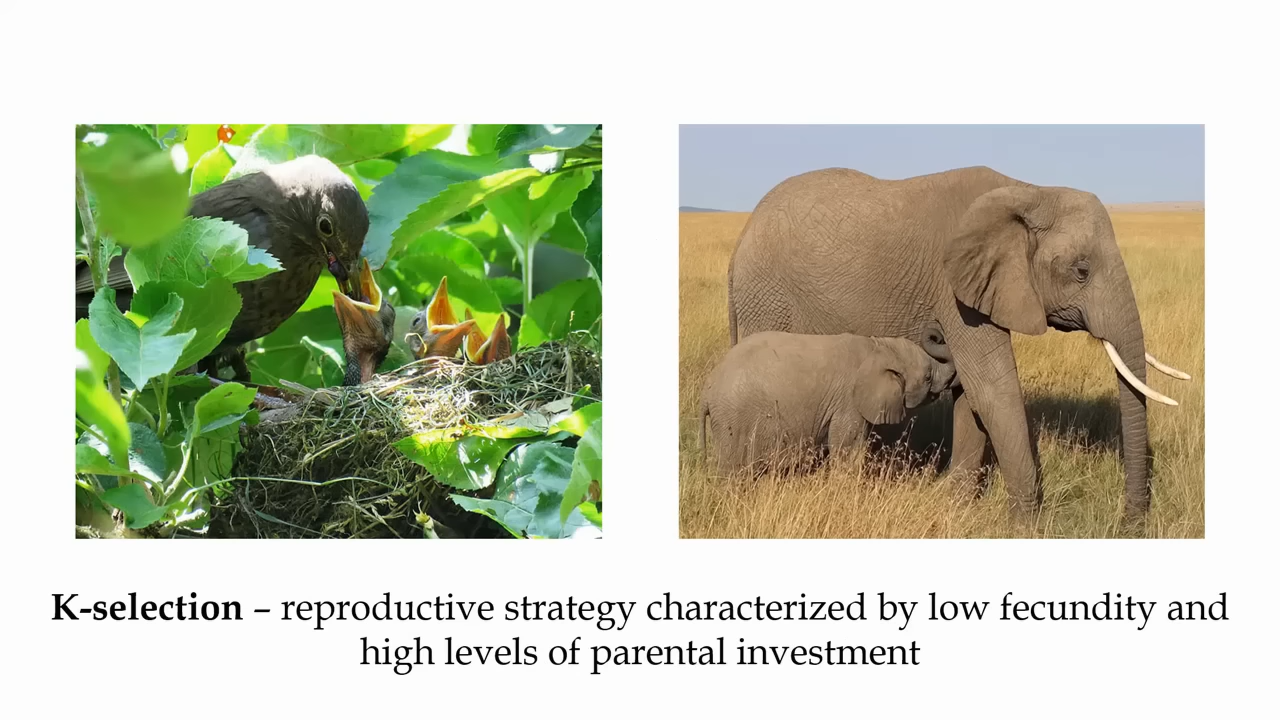 K-selection – reproductive strategy characterized by low fecundity and
high levels of parental investment